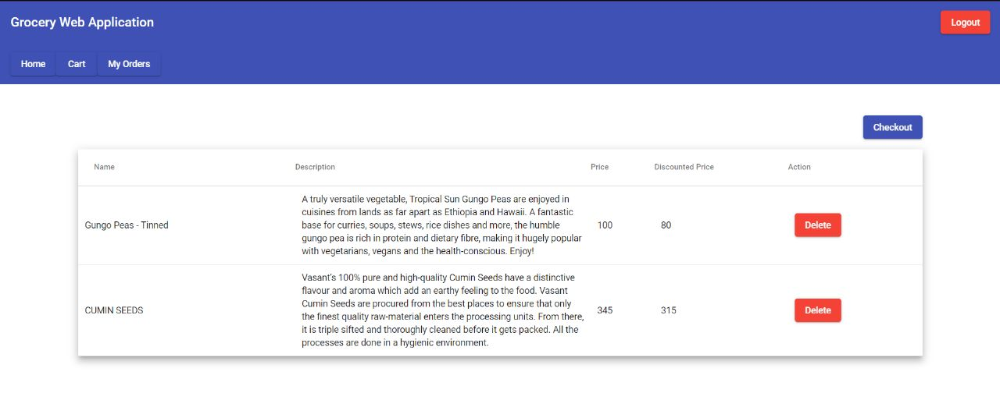 Grocery Web Application
Logout
Home Cart My Orders
Checkout
Name Description Price Discounted Price Action
A truly versatile vegetable, Tropical Sun Gungo Peas are enjoyed in
cuisines from lands as far apart as Ethiopia and Hawaii. A fantastic
Gungo Peas - Tinned base for curries, soups, stews, rice dishes and more, the humble 100 80 Delete
gungo pea is rich in protein and dietary fibre, making it hugely popular
with vegetarians, vegans and the health-conscious. Enjoy!
Vasant's 100% pure and high-quality Cumin Seeds have a distinctive
flavour and aroma which add an earthy feeling to the food. Vasant
Cumin Seeds are procured from the best places to ensure that only
CUMIN SEEDS the finest quality raw-material enters the processing units. From there, 345 315 Delete
it is triple sifted and thoroughly cleaned before it gets packed. All the
processes are done in a hygienic environment.